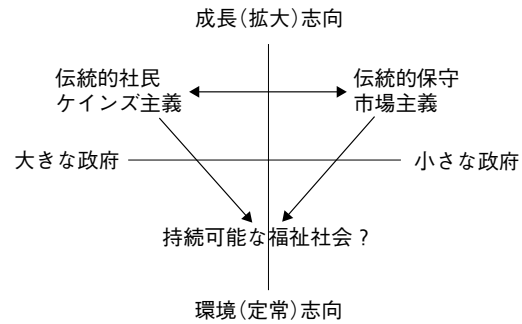 成長（拡大）志向
伝統的社民
ケインズ主義
伝統的保守
市場主義
大きな政府
小さな政府
持続可能な福祉社会？
環境（定常）志向